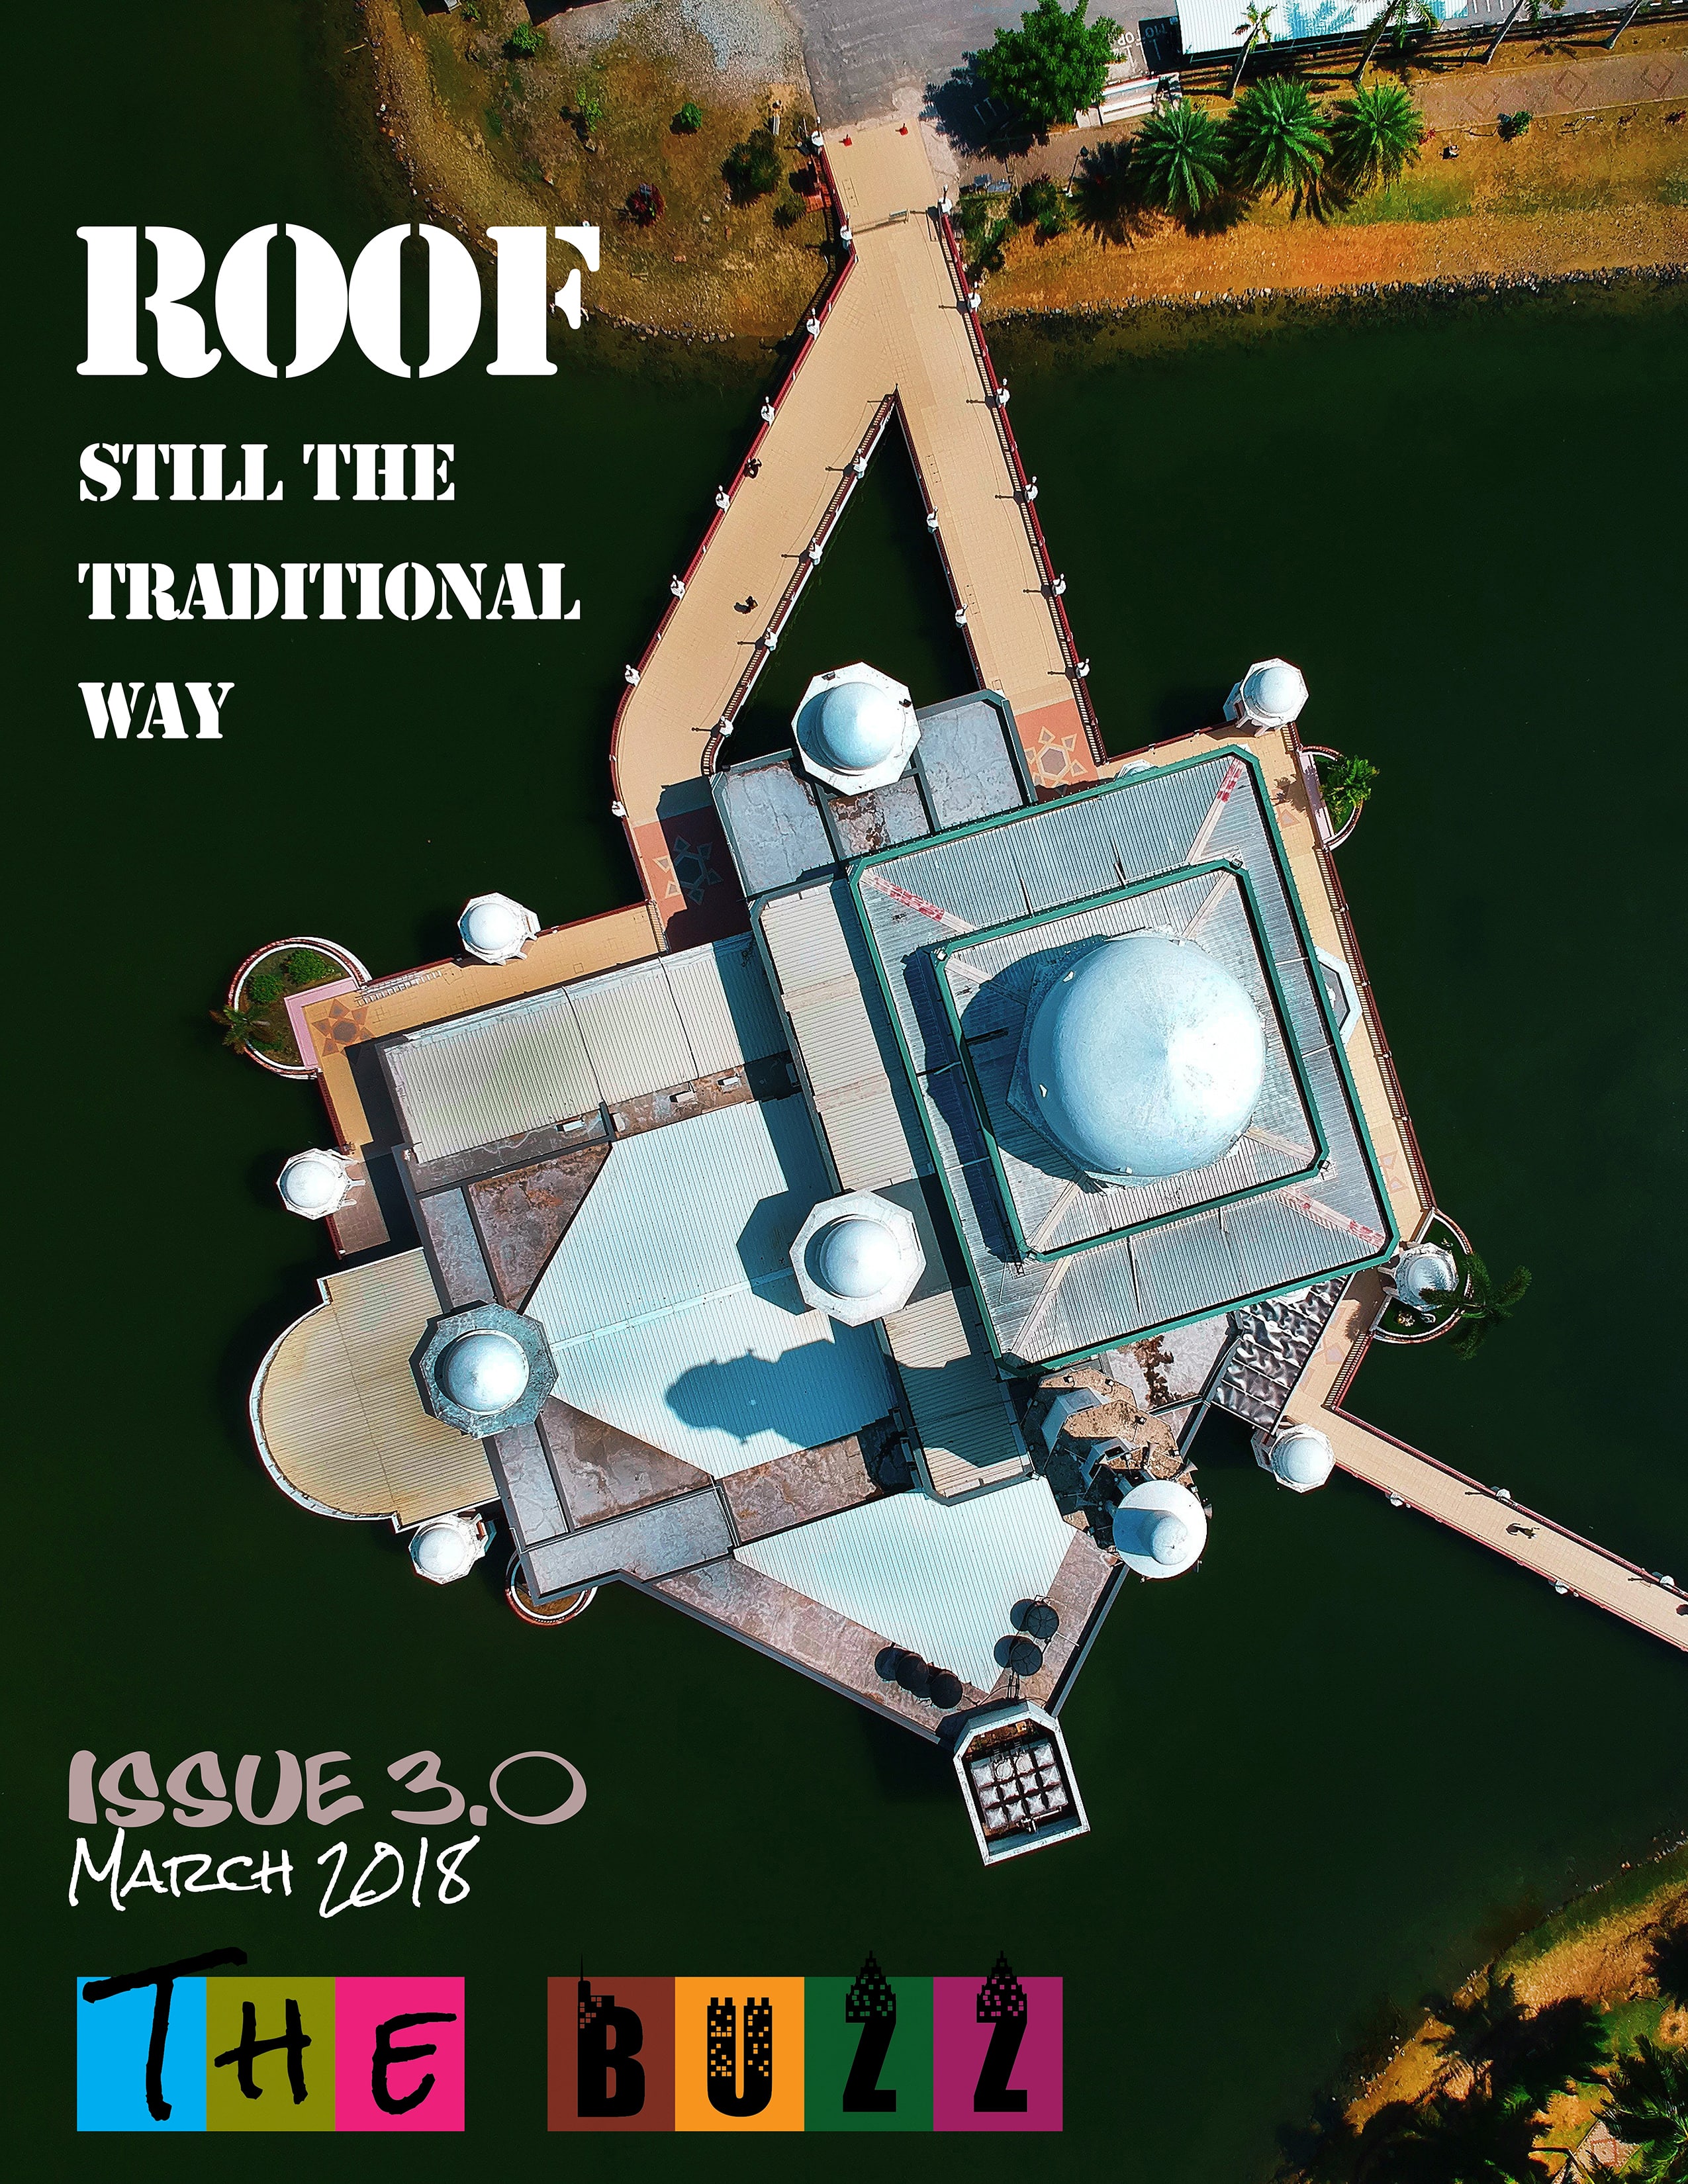 ROOF
STILL THE
TRADITIONAL
WAY
ISSUE 3.0
MARCH 2018
THE BUZZ